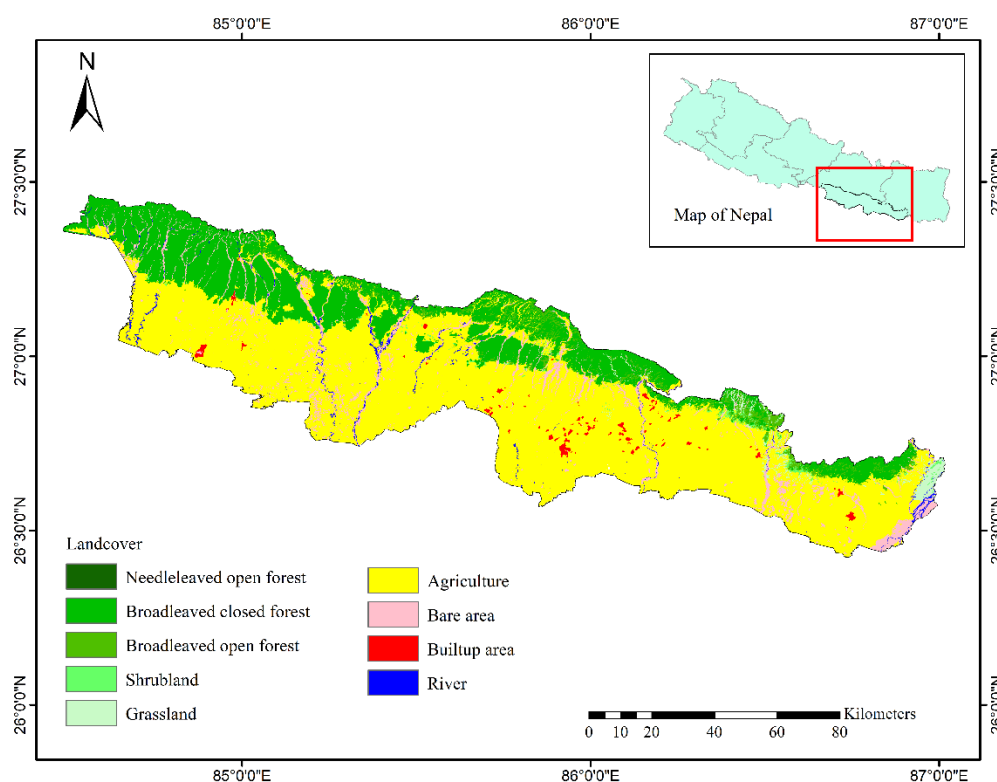 85°0'0"E 86°0'0"E 87°0'0"E
N
Map of Nepal
27°30'0"N 27°30'0"N
27°0'0"N 27°0'0"N
26°30'0"N 26°30'0"N
26°0'0"N 26°0'0"N
Landcover
Needleleaved open forest
Broadleaved closed forest
Broadleaved open forest
Shrubland
Grassland
Agriculture
Bare area
Builtup area
River
Kilometers
0 10 20 40 60 80
85°0'0"E 86°0'0"E 87°0'0"E